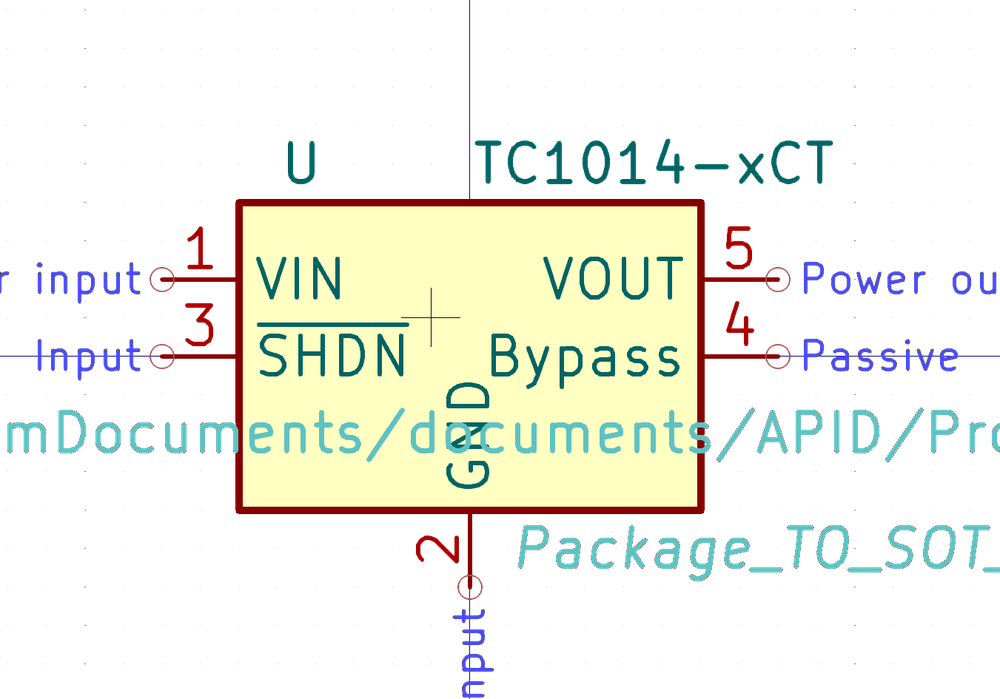 U TC1014-xCT
1 5
r input VIN VOUT Power ou
3 4
Input SHDN Bypass Passive
GND
mDocuments/documents/APID/Pro
2 Package_TO_SOT_
nput